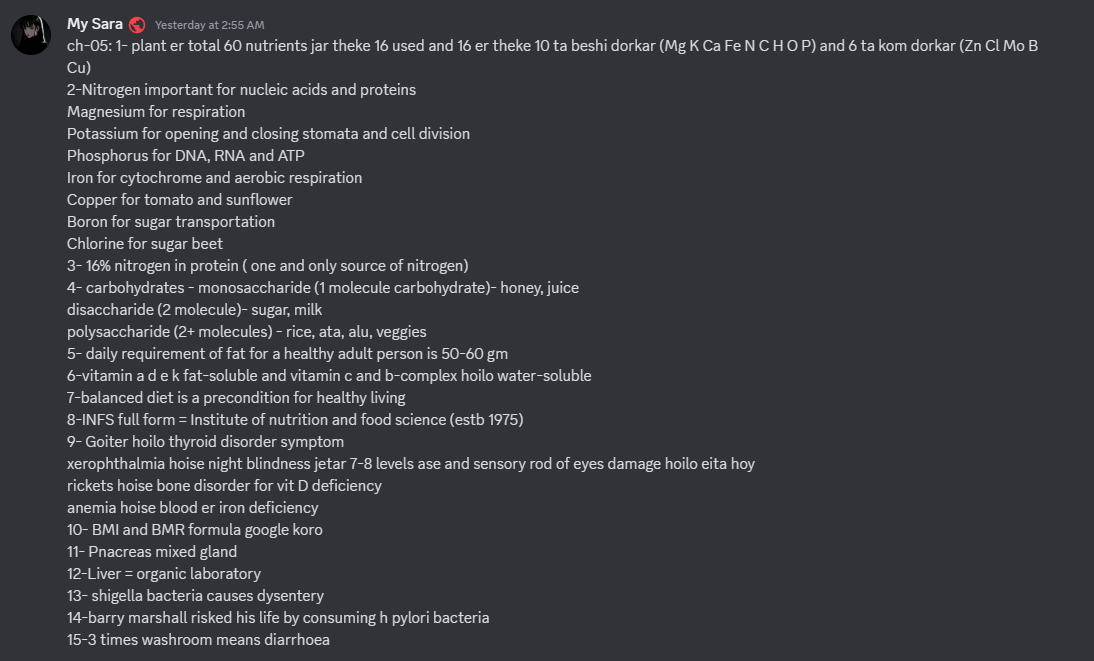 My Sara Yesterday at 2:55 AM
ch-05: 1- plant er total 60 nutrients jar theke 16 used and 16 er theke 10 ta beshi dorkar (Mg K Ca Fe N C H O P) and 6 ta kom dorkar (Zn Cl Mo B
Cu)
2-Nitrogen important for nucleic acids and proteins
Magnesium for respiration
Potassium for opening and closing stomata and cell division
Phosphorus for DNA, RNA and ATP
Iron for cytochrome and aerobic respiration
Copper for tomato and sunflower
Boron for sugar transportation
Chlorine for sugar beet
3- 16% nitrogen in protein ( one and only source of nitrogen)
4- carbohydrates - monosaccharide (1 molecule carbohydrate)- honey, juice
disaccharide (2 molecule)- sugar, milk
polysaccharide (2+ molecules) - rice, ata, alu, veggies
5- daily requirement of fat for a healthy adult person is 50-60 gm
6-vitamin a d e k fat-soluble and vitamin c and b-complex hoilo water-soluble
7-balanced diet is a precondition for healthy living
8-INFS full form = Institute of nutrition and food science (estb 1975)
9- Goiter hoilo thyroid disorder symptom
xerophthalmia hoise night blindness jetar 7-8 levels ase and sensory rod of eyes damage hoilo eita hoy
rickets hoise bone disorder for vit D deficiency
anemia hoise blood er iron deficiency
10- BMI and BMR formula google koro
11- Pnacreas mixed gland
12-Liver = organic laboratory
13- shigella bacteria causes dysentery
14-barry marshall risked his life by consuming h pylori bacteria
15-3 times washroom means diarrhoea